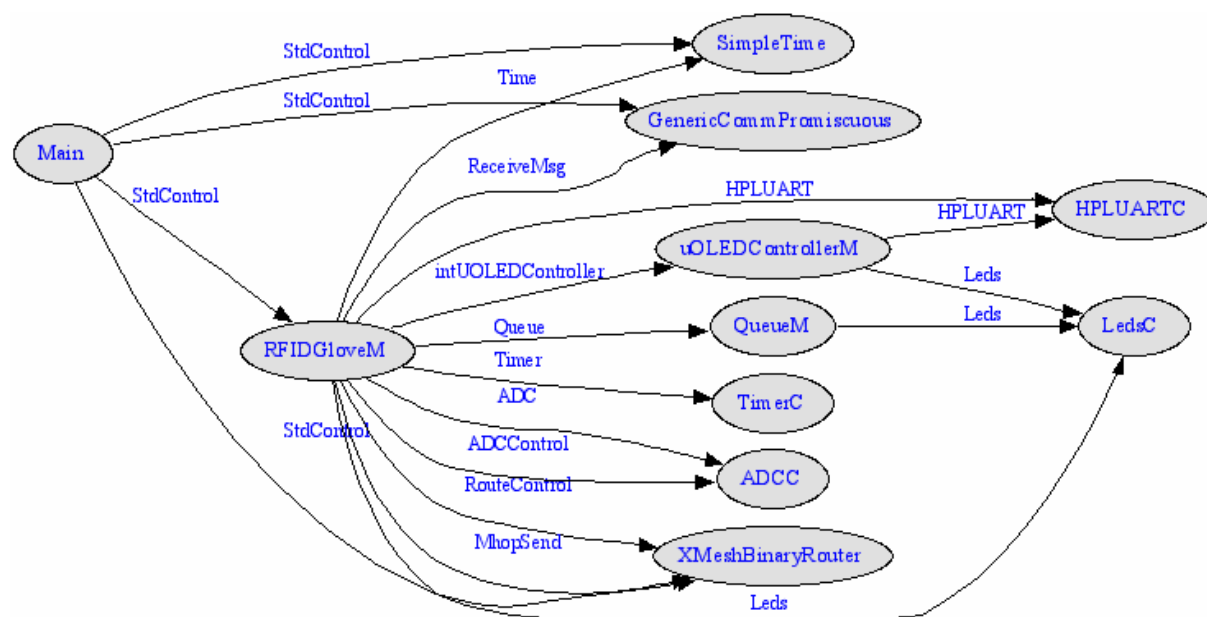 SimpleTime
StdControl
Time
StdControl
GenericCommPromiscuous
Main
ReceiveMsg
StdControl
HPLUART
HPLUART
HPLUARTC
uOLEDControllerM
intUOLEDController
Leds
Queue
QueueM
Leds
LedsC
RFIDGloveM
Timer
ADC
TimerC
StdControl
ADCControl
ADCC
RouteControl
MhopSend
XMeshBinaryRouter
Leds